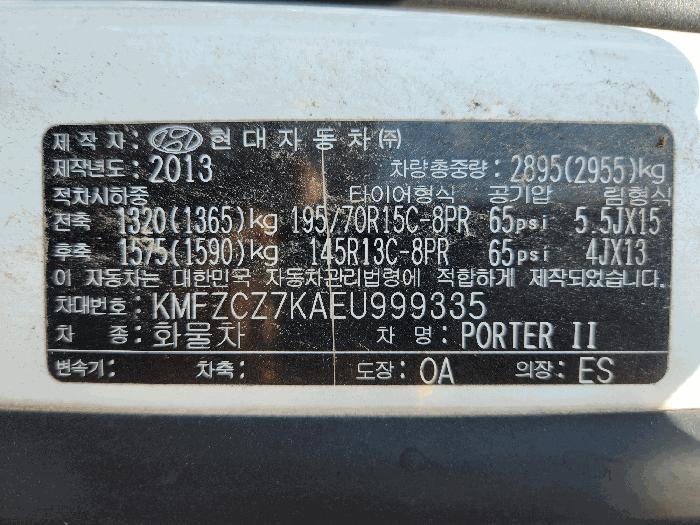 제작자: 현대자동차(주)
제작년도: 2013 차량총중량: 2895(2955)kg
적차시하중 타이어형식 공기압 림형식
전축 1320(1365)kg 195/70R15C-8PR 65psi 5.5JX15
후축 1575(1590)kg 145R13C-8PR 65psi 4JX13
이 자동차는 대한민국 자동차관리법령에 적합하게 제작되었습니다.
차대번호: KMFZCZ7KAEU999335
차 종: 화물차 차 명: PORTER II
변속기: 차축: 도장: OA 의장: ES